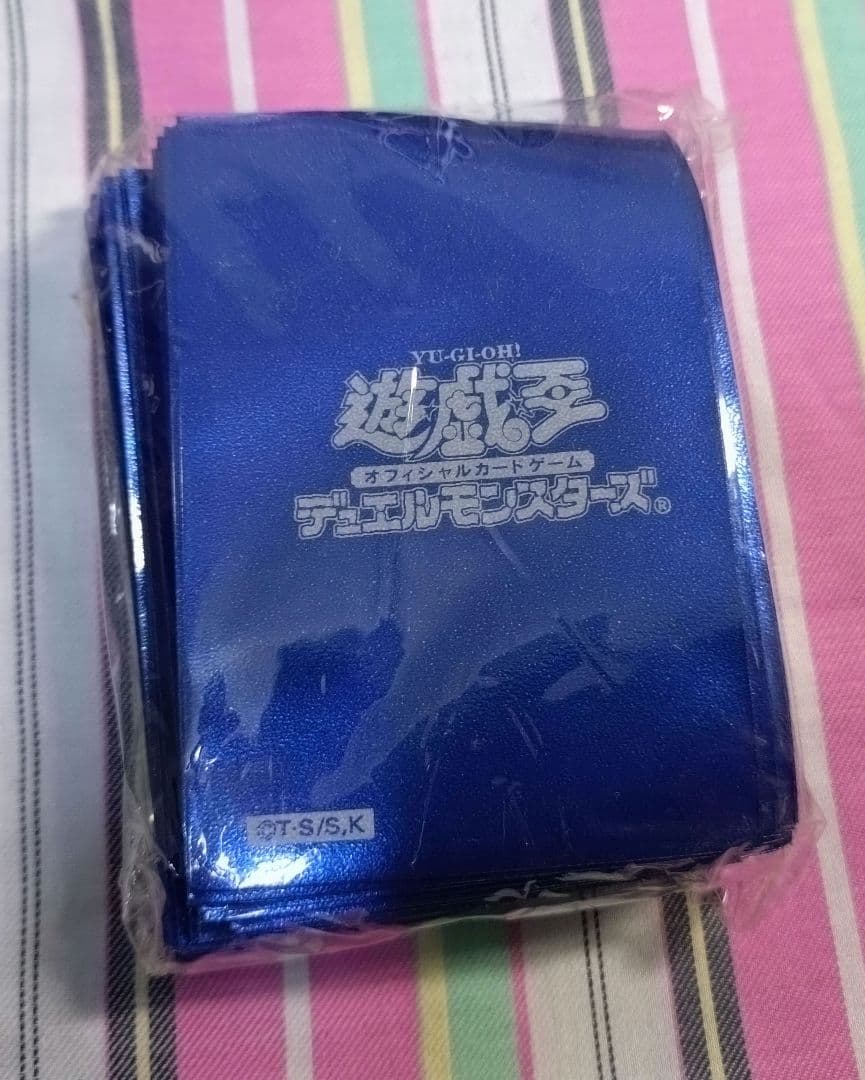 YU-GI-OH!
遊戯王
オフィシャルカードゲーム
デュエルモンスターズ®
©T·S/S,K